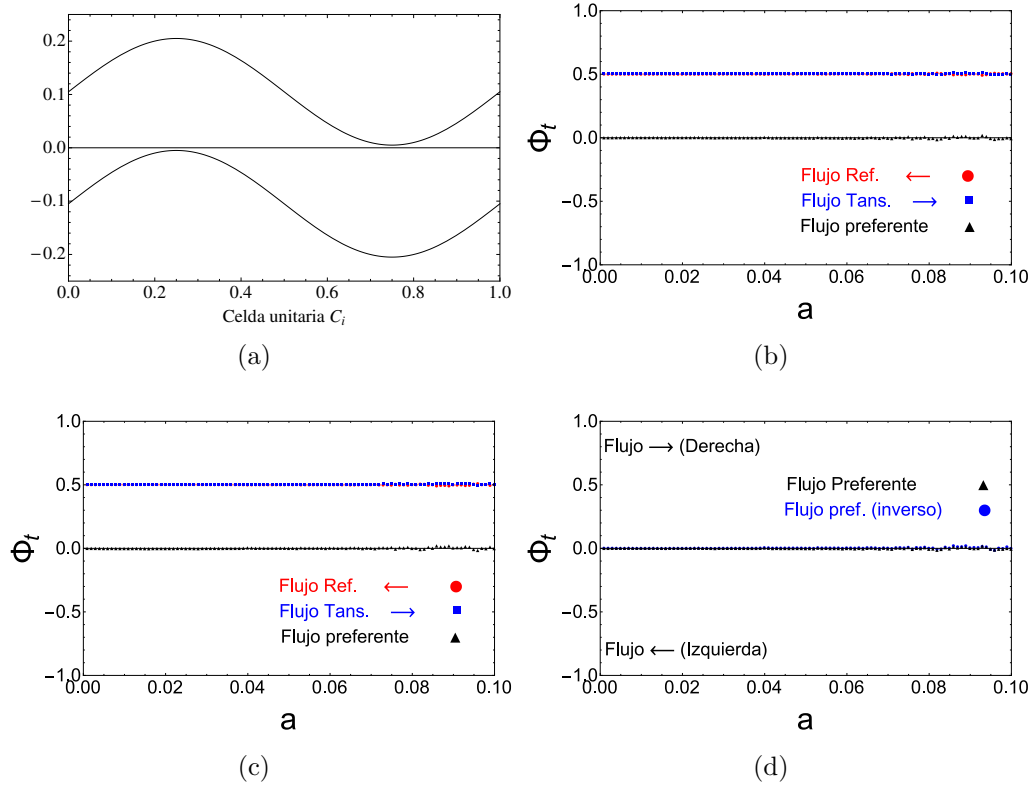 0.2
0.1
0.0
−0.1
−0.2
0.0 0.2 0.4 0.6 0.8 1.0
Celda unitaria Ci
(a)
1.0
0.5
0.0
−0.5
−1.0
Φt
Flujo Ref. ←
Flujo Tans. →
Flujo preferente
0.00 0.02 0.04 0.06 0.08 0.10
a
(b)
1.0
0.5
0.0
−0.5
−1.0
Φt
Flujo Ref. ←
Flujo Tans. →
Flujo preferente
0.00 0.02 0.04 0.06 0.08 0.10
a
(c)
1.0
0.5
0.0
−0.5
−1.0
Φt
Flujo → (Derecha)
Flujo Preferente
Flujo pref. (inverso)
Flujo ← (Izquierda)
0.00 0.02 0.04 0.06 0.08 0.10
a
(d)